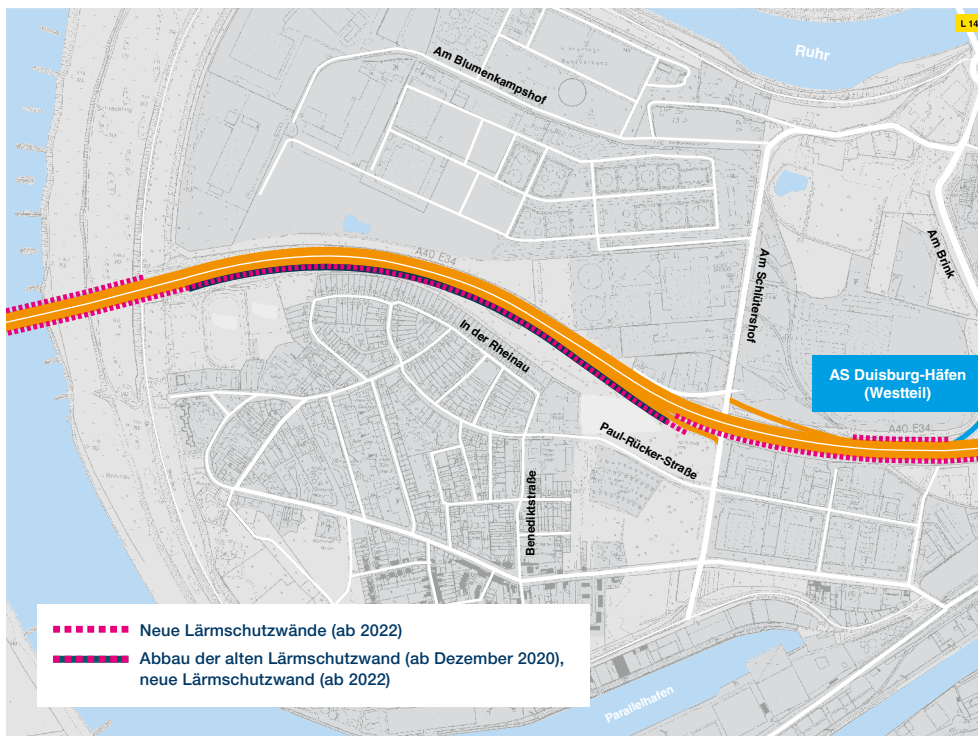 L 14
Ruhr
Am Blumenkampshof
Am Brink
A40 E34
Am Schlütershof
In der Rheinau
AS Duisburg-Häfen
(Westteil)
A40 E34
Paul-Rücker-Straße
Benediktstraße
Neue Lärmschutzwände (ab 2022)
Abbau der alten Lärmschutzwand (ab Dezember 2020),
neue Lärmschutzwand (ab 2022)
Parallelhafen